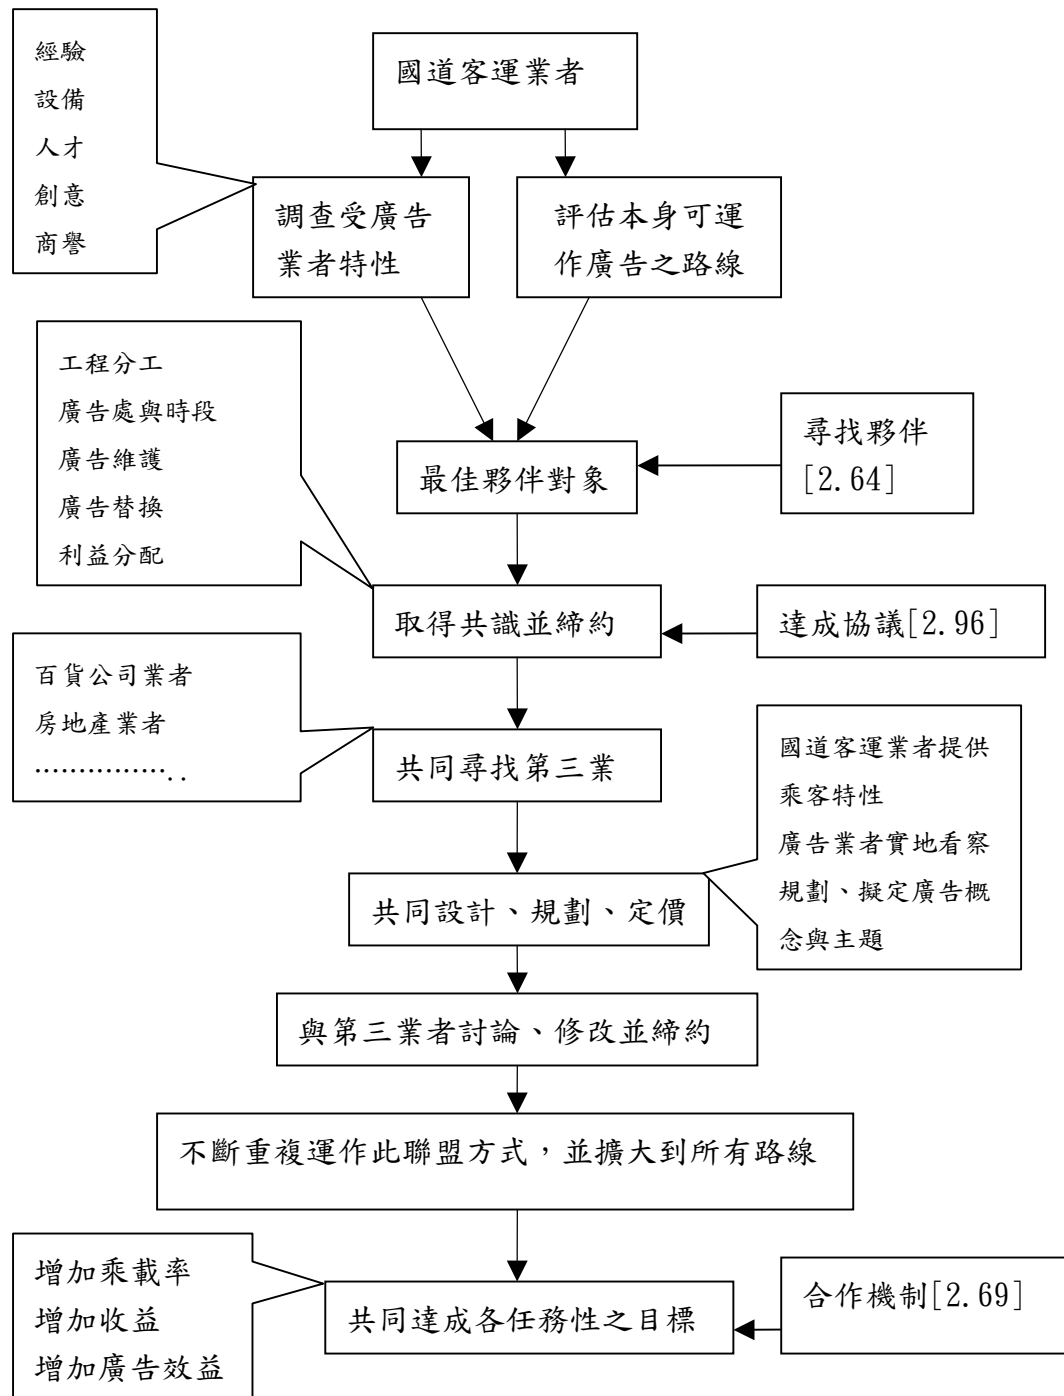 經驗
設備
人才
創意
商譽
國道客運業者
調查受廣告
業者特性
評估本身可運
作廣告之路線
工程分工
廣告處與時段
廣告維護
廣告替換
利益分配
最佳夥伴對象
尋找夥伴
[2.64]
取得共識並締約
達成協議[2.96]
百貨公司業者
房地產業者
……………..
共同尋找第三業
國道客運業者提供
乘客特性
廣告業者實地看察
規劃、擬定廣告概
念與主題
共同設計、規劃、定價
與第三業者討論、修改並締約
不斷重複運作此聯盟方式，並擴大到所有路線
增加乘載率
增加收益
增加廣告效益
共同達成各任務性之目標
合作機制[2.69]